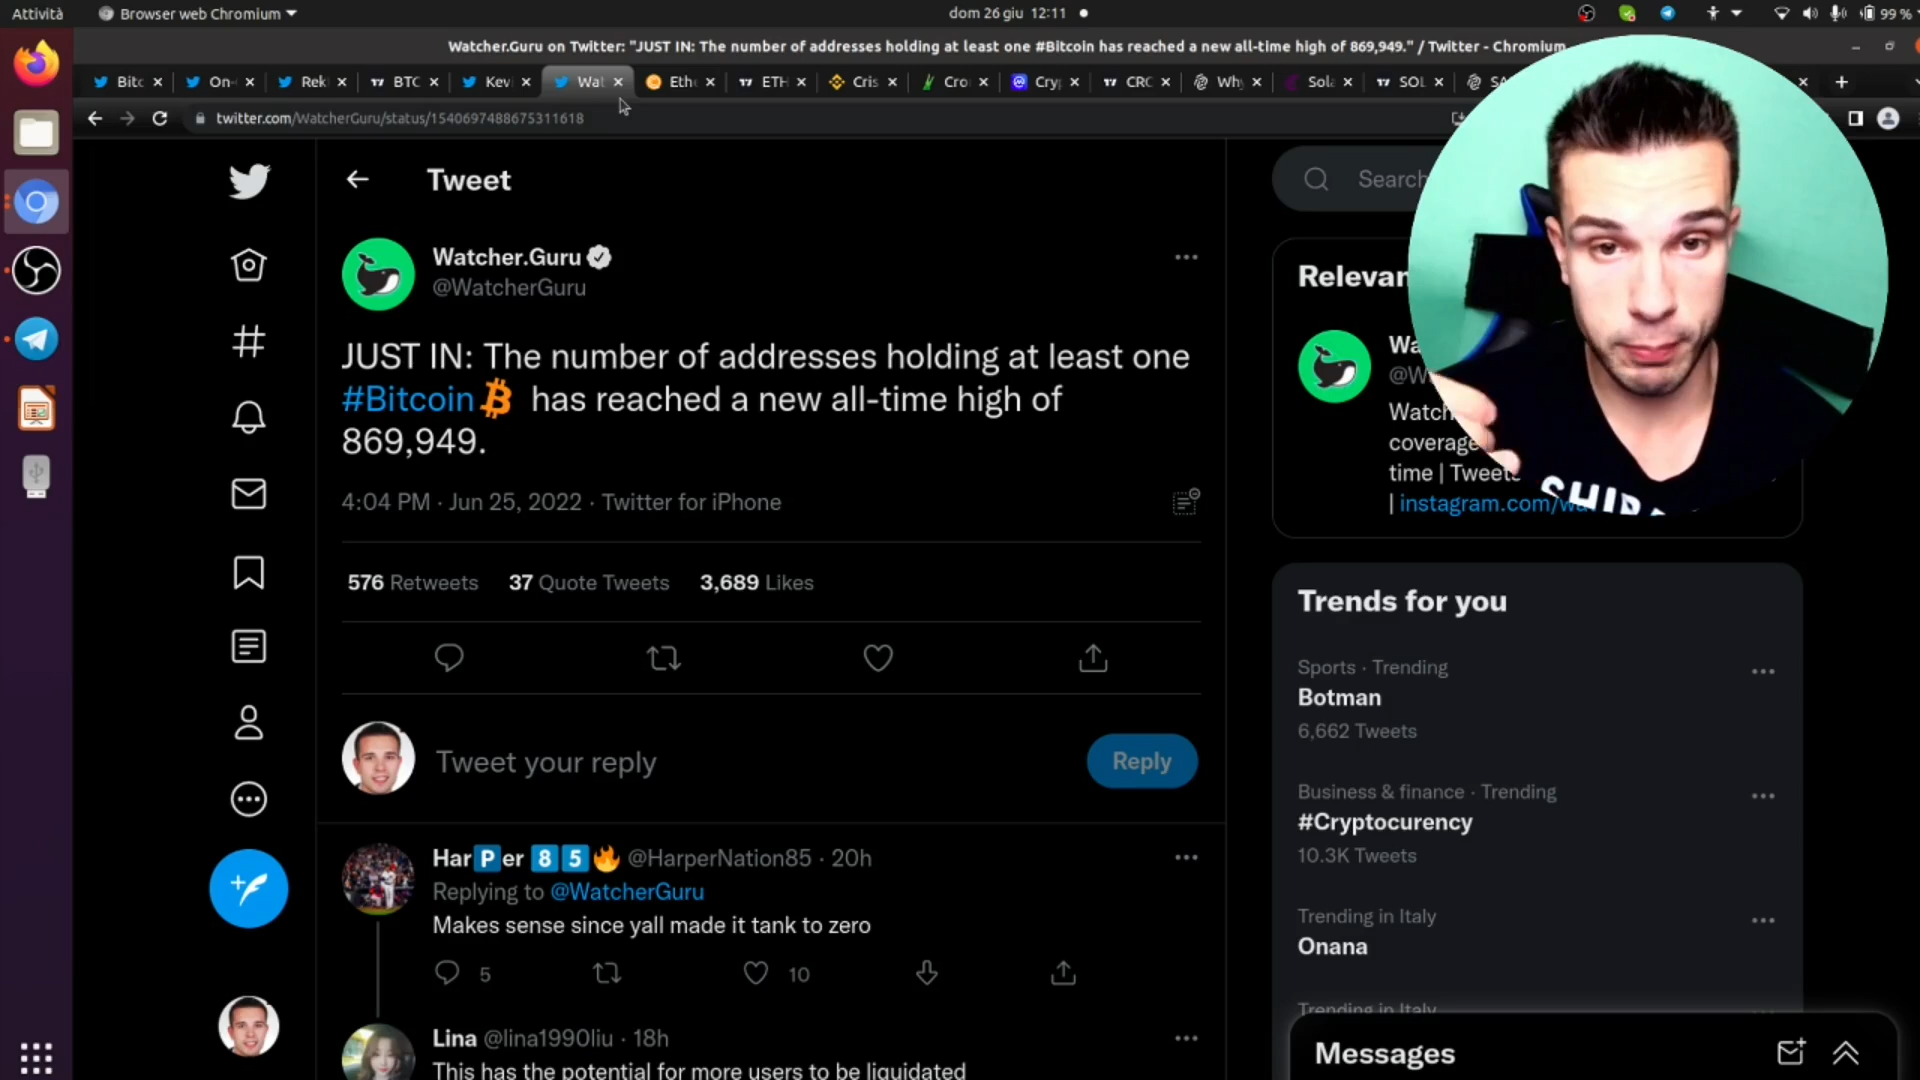 Attività
Browser web Chromium
dom 26 giu 12:11
99 %
Watcher.Guru on Twitter: "JUST IN: The number of addresses holding at least one #Bitcoin has reached a new all-time high of 869,949." / Twitter - Chromium
Bitc
On-
Rek
BTC
Kev
Wat
Ethe
ETH
Cris
Cro
Cryp
CRC
Why
Sola
SOL
twitter.com/WatcherGuru/status/1540697488675311618
Tweet
Search
Watcher.Guru
@WatcherGuru
JUST IN: The number of addresses holding at least one
#Bitcoin has reached a new all-time high of
869,949.
4:04 PM · Jun 25, 2022 · Twitter for iPhone
576 Retweets 37 Quote Tweets 3,689 Likes
Tweet your reply
Reply
HarPer 85 @HarperNation85 · 20h
Replying to @WatcherGuru
Makes sense since yall made it tank to zero
5
10
Lina @lina1990liu · 18h
This has the potential for more users to be liquidated
Relevan
Wa
@W
Watch
coverage
time | Tweets
| instagram.com/wa
SHIB
Trends for you
Sports · Trending
Botman
6,662 Tweets
Business & finance · Trending
#Cryptocurency
10.3K Tweets
Trending in Italy
Onana
Trending in Italy
Messages